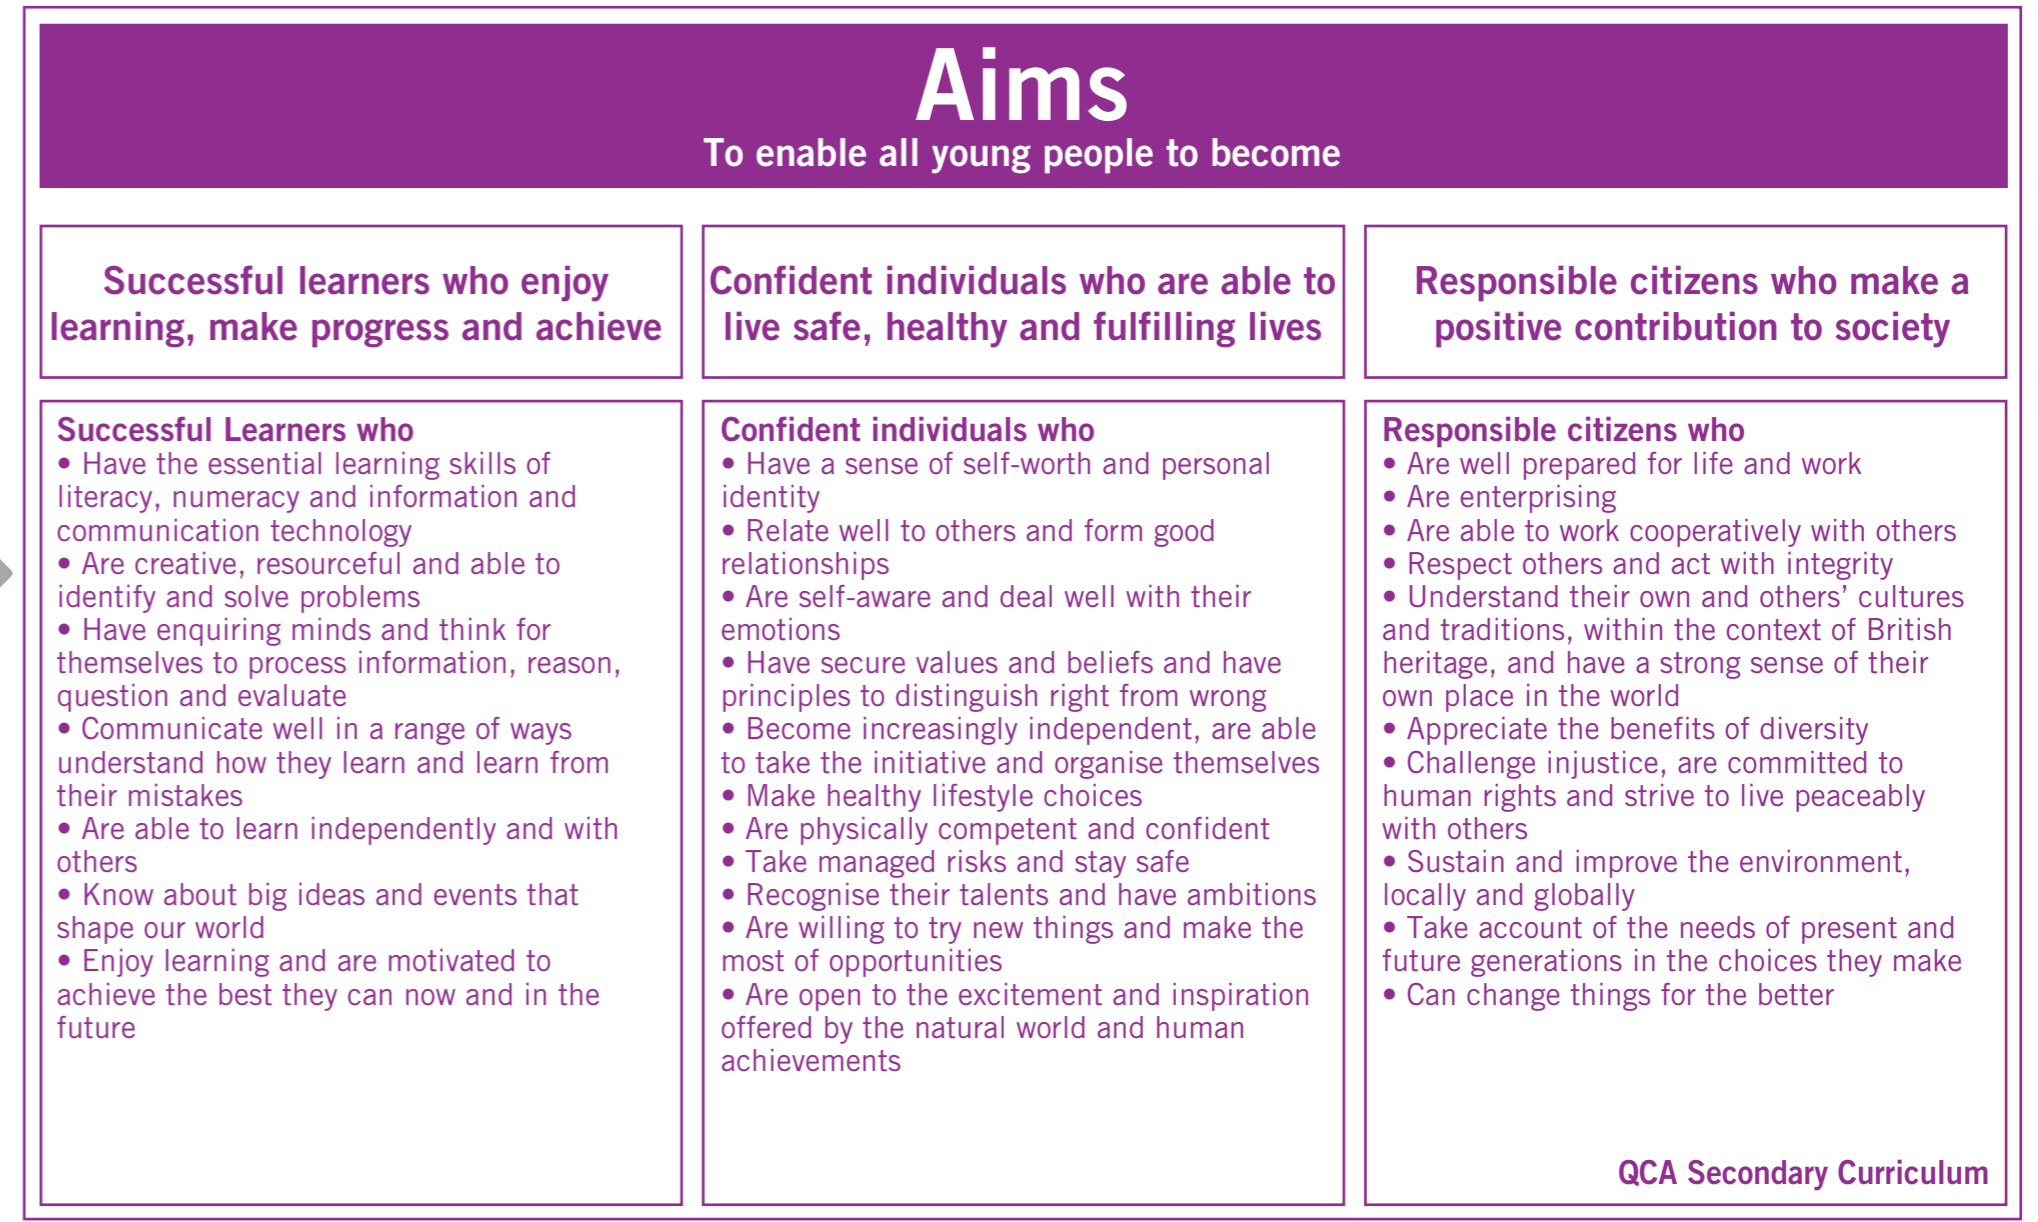 Aims
To enable all young people to become
Successful learners who enjoy
learning, make progress and achieve
Confident individuals who are able to
live safe, healthy and fulfilling lives
Responsible citizens who make a
positive contribution to society
Successful Learners who
• Have the essential learning skills of
literacy, numeracy and information and
communication technology
• Are creative, resourceful and able to
identify and solve problems
• Have enquiring minds and think for
themselves to process information, reason,
question and evaluate
• Communicate well in a range of ways
understand how they learn and learn from
their mistakes
• Are able to learn independently and with
others
• Know about big ideas and events that
shape our world
• Enjoy learning and are motivated to
achieve the best they can now and in the
future
Confident individuals who
• Have a sense of self-worth and personal
identity
• Relate well to others and form good
relationships
• Are self-aware and deal well with their
emotions
• Have secure values and beliefs and have
principles to distinguish right from wrong
• Become increasingly independent, are able
to take the initiative and organise themselves
• Make healthy lifestyle choices
• Are physically competent and confident
• Take managed risks and stay safe
• Recognise their talents and have ambitions
• Are willing to try new things and make the
most of opportunities
• Are open to the excitement and inspiration
offered by the natural world and human
achievements
Responsible citizens who
• Are well prepared for life and work
• Are enterprising
• Are able to work cooperatively with others
• Respect others and act with integrity
• Understand their own and others’ cultures
and traditions, within the context of British
heritage, and have a strong sense of their
own place in the world
• Appreciate the benefits of diversity
• Challenge injustice, are committed to
human rights and strive to live peaceably
with others
• Sustain and improve the environment,
locally and globally
• Take account of the needs of present and
future generations in the choices they make
• Can change things for the better
QCA Secondary Curriculum